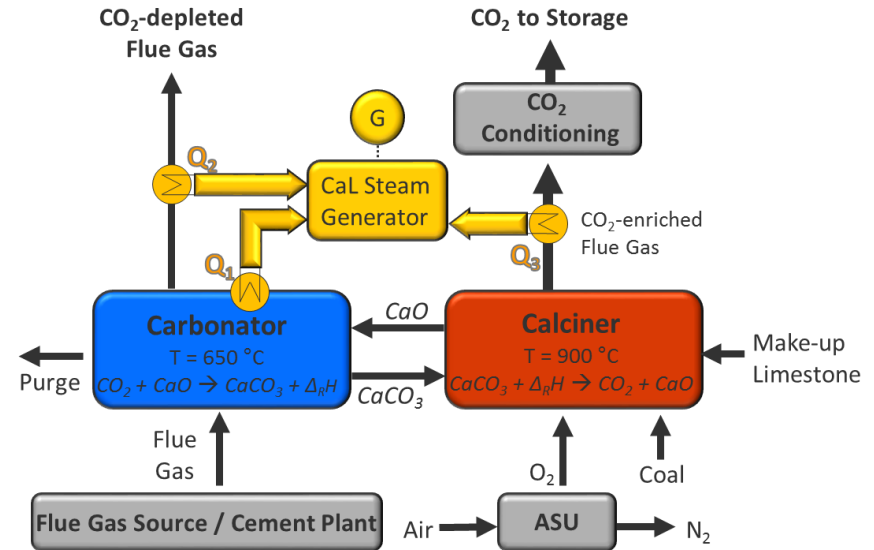 CO₂-depleted
Flue Gas
CO₂ to Storage
CO₂
Conditioning
G
Q₂
CaL Steam
Generator
CO₂-enriched
Flue Gas
Q₃
Q₁
Carbonator
T = 650 °C
CO₂ + CaO → CaCO₃ + Δ_RH
CaO
CaCO₃
Calciner
T = 900 °C
CaCO₃ + Δ_RH → CO₂ + CaO
Make-up
Limestone
Purge
Flue
Gas
O₂
Coal
Flue Gas Source / Cement Plant
Air
ASU
N₂